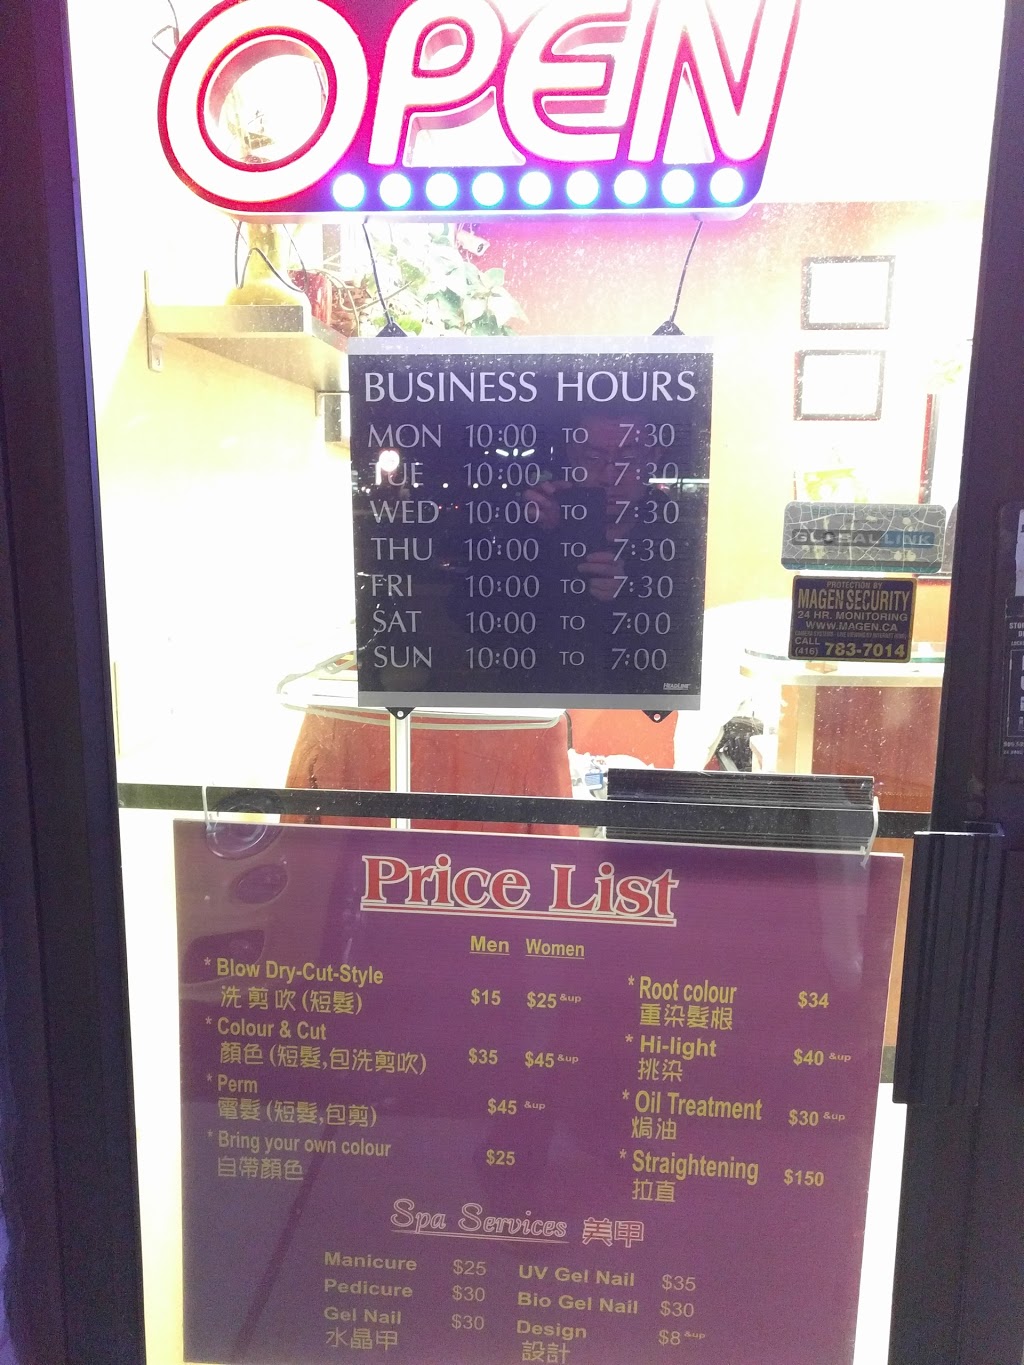 OPEN
BUSINESS HOURS
MON 10:00 TO 7:30
TUE 10:00 TO 7:30
WED 10:00 TO 7:30
THU 10:00 TO 7:30
FRI 10:00 TO 7:30
SAT 10:00 TO 7:00
SUN 10:00 TO 7:00
HEADLINE
GLOBAL LINK
PROTECTION BY
MAGEN SECURITY
24 HR. MONITORING
WWW.MAGEN.CA
CALL
(416) 783-7014
Price List
Men Women
* Blow Dry-Cut-Style
洗剪吹(短髮) $15 $25 &up
* Colour & Cut
顏色(短髮,包洗剪吹) $35 $45 &up
* Perm
電髮(短髮,包剪) $45 &up
* Bring your own colour
自帶顏色 $25
* Root colour $34
重染髮根
* Hi-light $40 &up
挑染
* Oil Treatment $30 &up
焗油
* Straightening $150
拉直
Spa Services 美甲
Manicure $25
Pedicure $30
Gel Nail $30
水晶甲
UV Gel Nail $35
Bio Gel Nail $30
Design $8 &up
設計